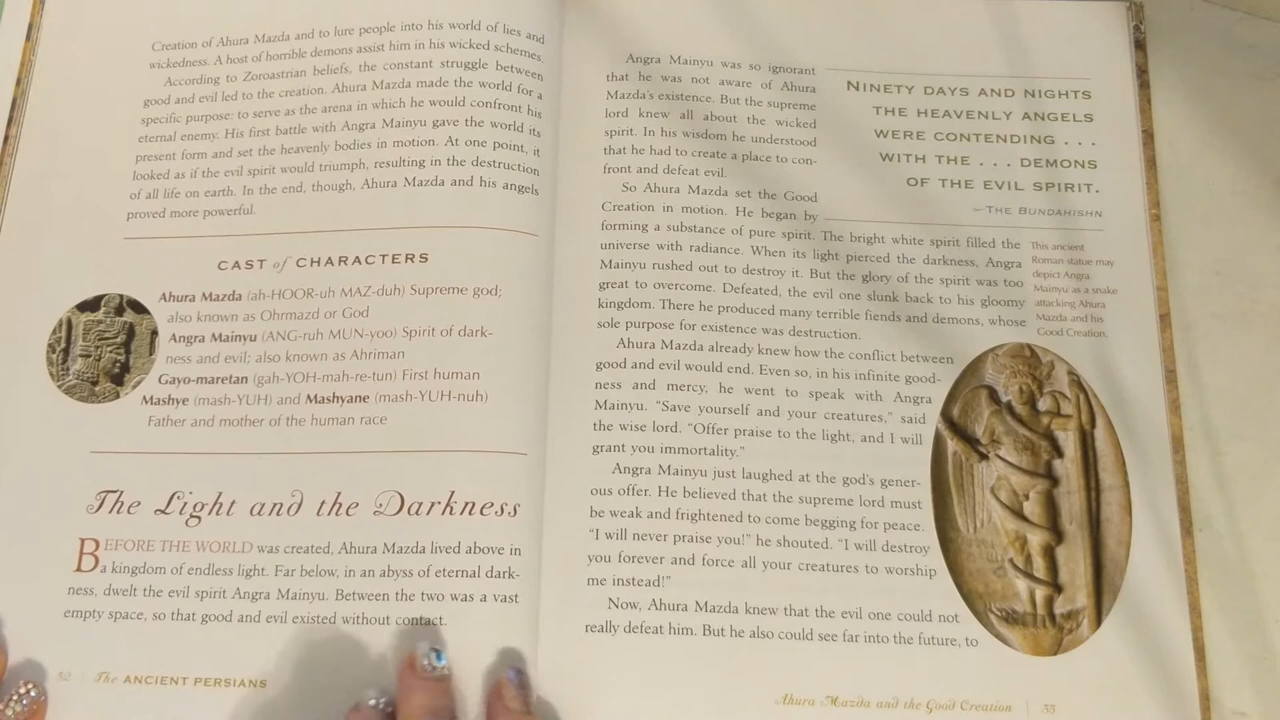 Creation of Ahura Mazda and to lure people into his world of lies and
wickedness. A host of horrible demons assist him in his wicked schemes.
According to Zoroastrian beliefs, the constant struggle between
good and evil led to the creation. Ahura Mazda made the world for a
specific purpose: to serve as the arena in which he would confront his
eternal enemy. His first battle with Angra Mainyu gave the world its
present form and set the heavenly bodies in motion. At one point, it
looked as if the evil spirit would triumph, resulting in the destruction
of all life on earth. In the end, though, Ahura Mazda and his angels
proved more powerful.
CAST of CHARACTERS
Ahura Mazda (ah-HOOR-uh MAZ-duh) Supreme god;
also known as Ohrmazd or God
Angra Mainyu (ANG-ruh MUN-yoo) Spirit of dark-
ness and evil; also known as Ahriman
Gayo-maretan (gah-YOH-mah-re-tun) First human
Mashye (mash-YUH) and Mashyane (mash-YUH-nuh)
Father and mother of the human race
The Light and the Darkness
BEFORE THE WORLD was created, Ahura Mazda lived above in
a kingdom of endless light. Far below, in an abyss of eternal dark-
ness, dwelt the evil spirit Angra Mainyu. Between the two was a vast
empty space, so that good and evil existed without contact.
52 | The ANCIENT PERSIANS
Angra Mainyu was so ignorant
that he was not aware of Ahura
Mazda's existence. But the supreme
lord knew all about the wicked
spirit. In his wisdom he understood
that he had to create a place to con-
front and defeat evil.
So Ahura Mazda set the Good
Creation in motion. He began by
forming a substance of pure spirit. The bright white spirit filled the
universe with radiance. When its light pierced the darkness, Angra
Mainyu rushed out to destroy it. But the glory of the spirit was too
great to overcome. Defeated, the evil one slunk back to his gloomy
kingdom. There he produced many terrible fiends and demons, whose
sole purpose for existence was destruction.
Ahura Mazda already knew how the conflict between
good and evil would end. Even so, in his infinite good-
ness and mercy, he went to speak with Angra
Mainyu. "Save yourself and your creatures," said
the wise lord. "Offer praise to the light, and I will
grant you immortality."
Angra Mainyu just laughed at the god's gener-
ous offer. He believed that the supreme lord must
be weak and frightened to come begging for peace.
"I will never praise you!" he shouted. "I will destroy
you forever and force all your creatures to worship
me instead!"
Now, Ahura Mazda knew that the evil one could not
really defeat him. But he also could see far into the future, to
NINETY DAYS AND NIGHTS
THE HEAVENLY ANGELS
WERE CONTENDING . . .
WITH THE . . . DEMONS
OF THE EVIL SPIRIT.
~THE BUNDAHISHN
This ancient
Roman statue may
depict Angra
Mainyu as a snake
attacking Ahura
Mazda and his
Good Creation.
Ahura Mazda and the Good Creation | 53